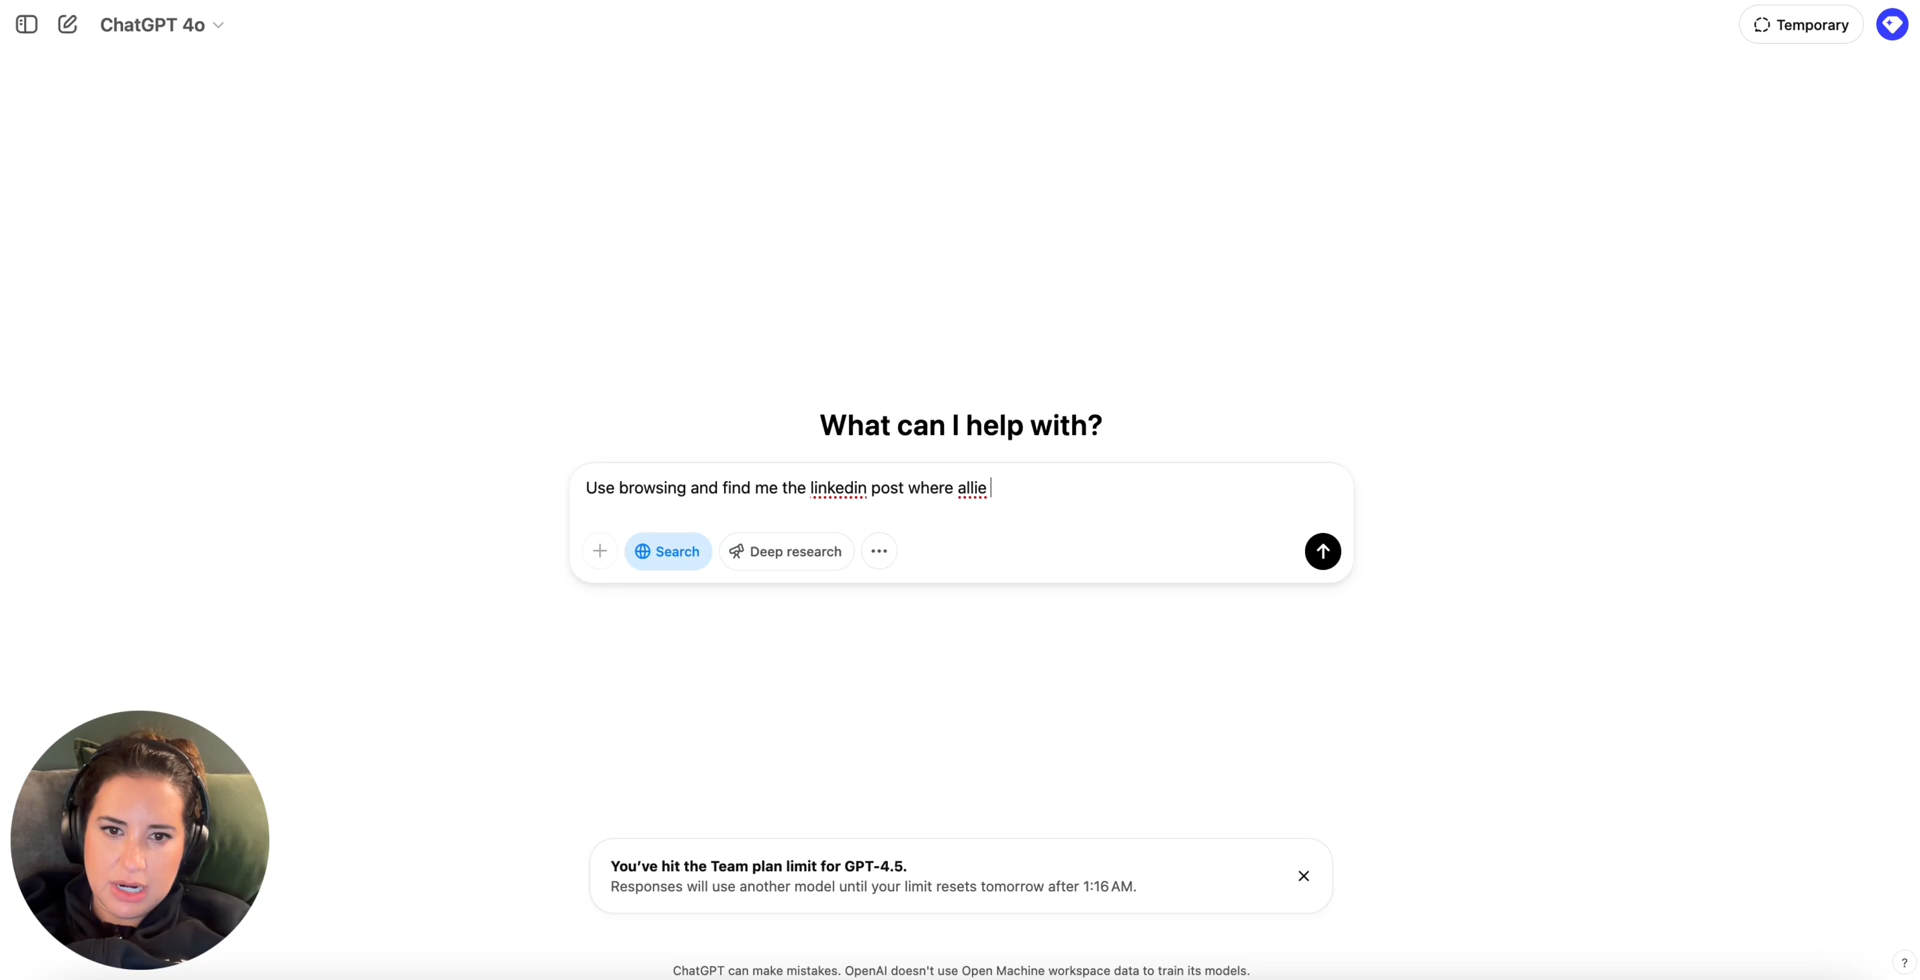 ChatGPT 4o
Temporary
What can I help with?
Use browsing and find me the linkedin post where allie
Search
Deep research
You’ve hit the Team plan limit for GPT-4.5.
Responses will use another model until your limit resets tomorrow after 1:16 AM.
ChatGPT can make mistakes. OpenAI doesn't use Open Machine workspace data to train its models.
?